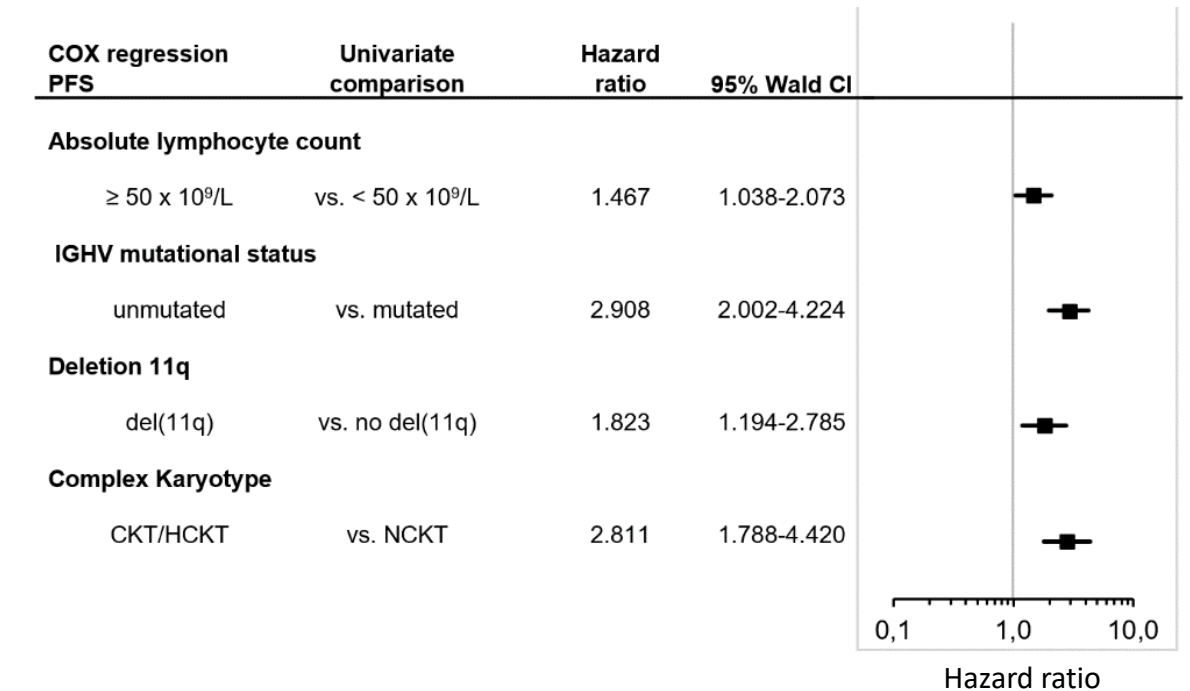 COX regression Univariate Hazard
PFS comparison ratio 95% Wald CI
Absolute lymphocyte count
≥ 50 x 10⁹/L vs. < 50 x 10⁹/L 1.467 1.038-2.073
IGHV mutational status
unmutated vs. mutated 2.908 2.002-4.224
Deletion 11q
del(11q) vs. no del(11q) 1.823 1.194-2.785
Complex Karyotype
CKT/HCKT vs. NCKT 2.811 1.788-4.420
0,1 1,0 10,0
Hazard ratio